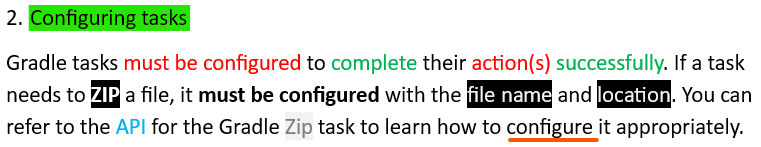 2. Configuring tasks
Gradle tasks must be configured to complete their action(s) successfully. If a task
needs to ZIP a file, it must be configured with the file name and location. You can
refer to the API for the Gradle Zip task to learn how to configure it appropriately.